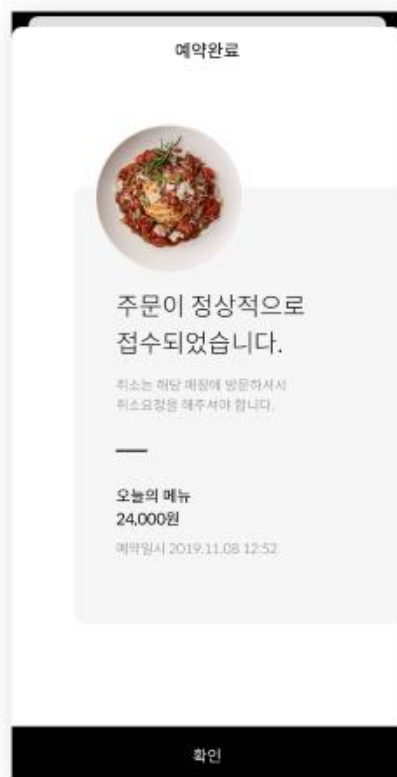 예약완료
주문이 정상적으로
접수되었습니다.
취소는 해당 매장에 방문하셔서
취소요청을 해주셔야 합니다.
오늘의 메뉴
24,000원
예약일시 2019.11.08 12:52
확인